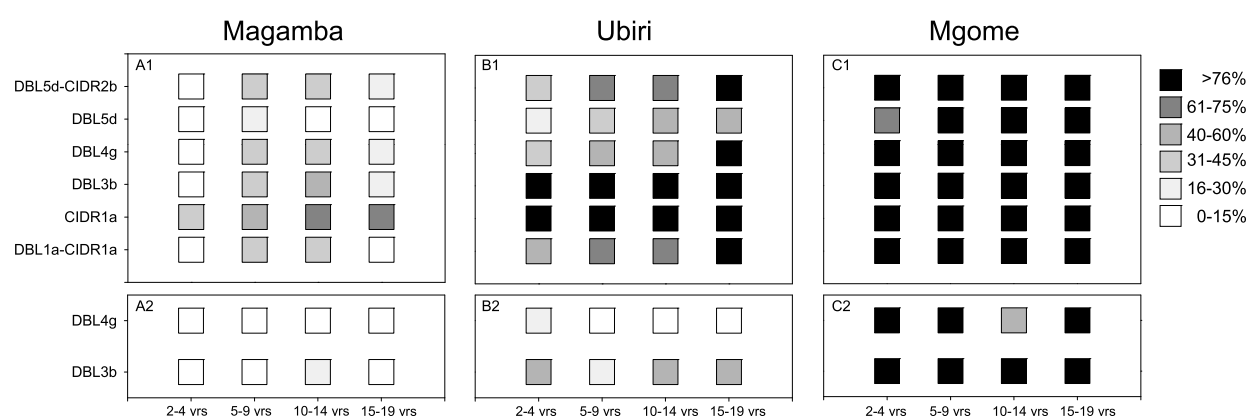 Magamba Ubiri Mgome
A1 B1 C1
DBL5d-CIDR2b
DBL5d
DBL4g
DBL3b
CIDR1a
DBL1a-CIDR1a
>76%
61-75%
40-60%
31-45%
16-30%
0-15%
A2 B2 C2
DBL4g
DBL3b
2-4 yrs 5-9 yrs 10-14 yrs 15-19 yrs 2-4 yrs 5-9 yrs 10-14 yrs 15-19 yrs 2-4 yrs 5-9 yrs 10-14 yrs 15-19 yrs